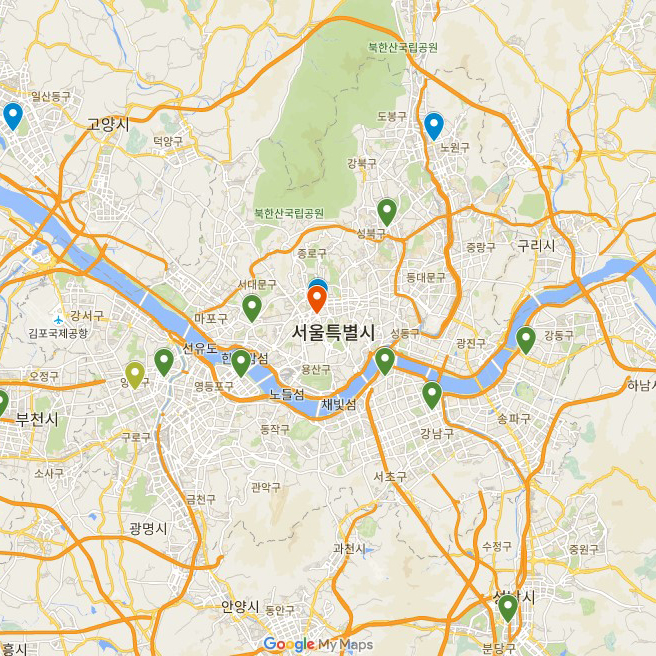 북한산국립공원
일산동구
도봉구
고양시
덕양구
노원구
강북구
북한산국립공원
성북구
구리시
종로구
중랑구
동대문구
서대문구
강서구
마포구
김포국제공항
서울특별시
성동구
강동구
광진구
선유도
용산구
오정구
영등포구
하남시
노들섬
채빛섬
부천시
송파구
동작구
강남구
구로구
소사구
서초구
관악구
금천구
광명시
과천시
수정구
중원구
안양시
동안구
Google My Maps
분당구